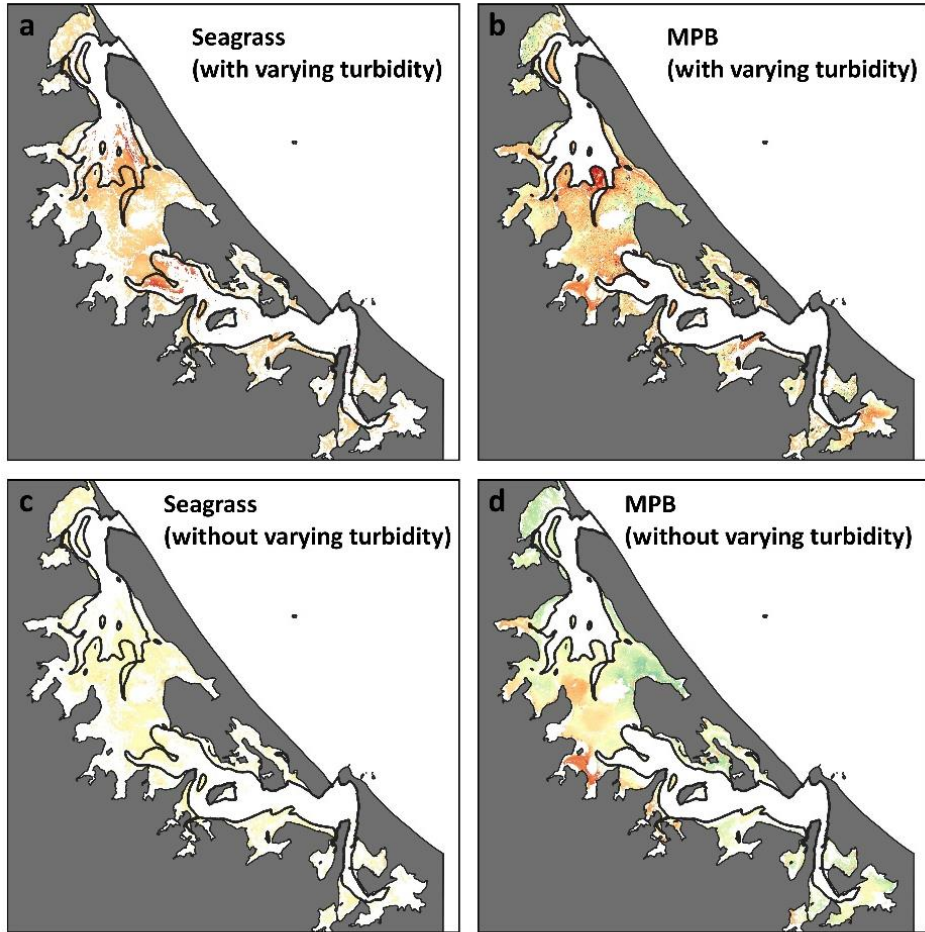 a
Seagrass
(with varying turbidity)
b
MPB
(with varying turbidity)
c
Seagrass
(without varying turbidity)
d
MPB
(without varying turbidity)